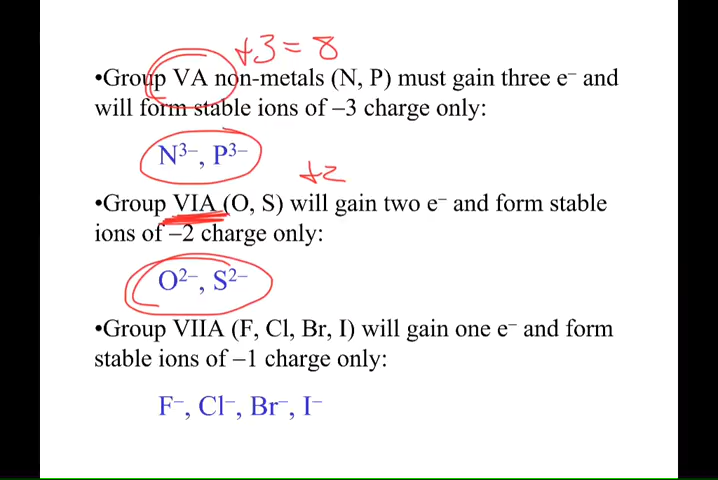 +3 = 8
•Group VA non-metals (N, P) must gain three e⁻ and
will form stable ions of –3 charge only:
N³⁻, P³⁻
+2
•Group VIA (O, S) will gain two e⁻ and form stable
ions of –2 charge only:
O²⁻, S²⁻
•Group VIIA (F, Cl, Br, I) will gain one e⁻ and form
stable ions of –1 charge only:
F⁻, Cl⁻, Br⁻, I⁻